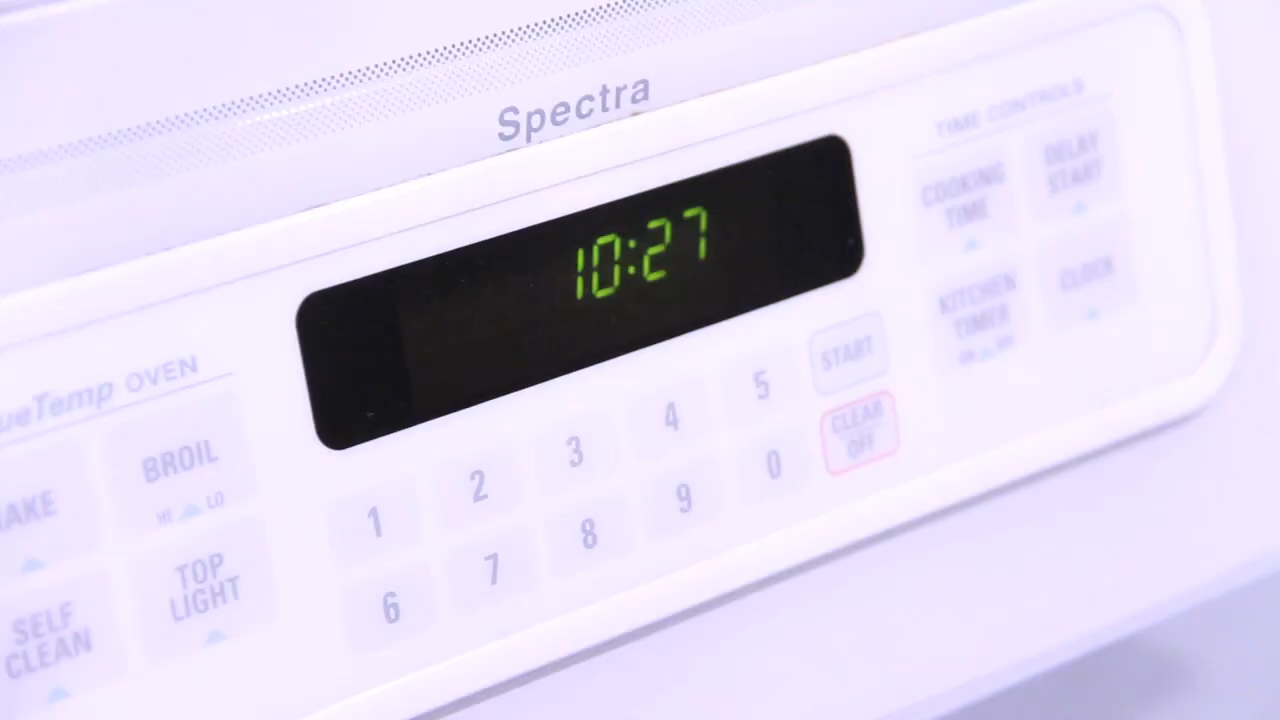 Spectra
10:27
TIME CONTROLS
COOKING
TIME
DELAY
START
KITCHEN
TIMER
CLOCK
ueTemp OVEN
BAKE
BROIL
HI LO
SELF
CLEAN
TOP
LIGHT
1 2 3 4 5
START
6 7 8 9 0
CLEAR
OFF